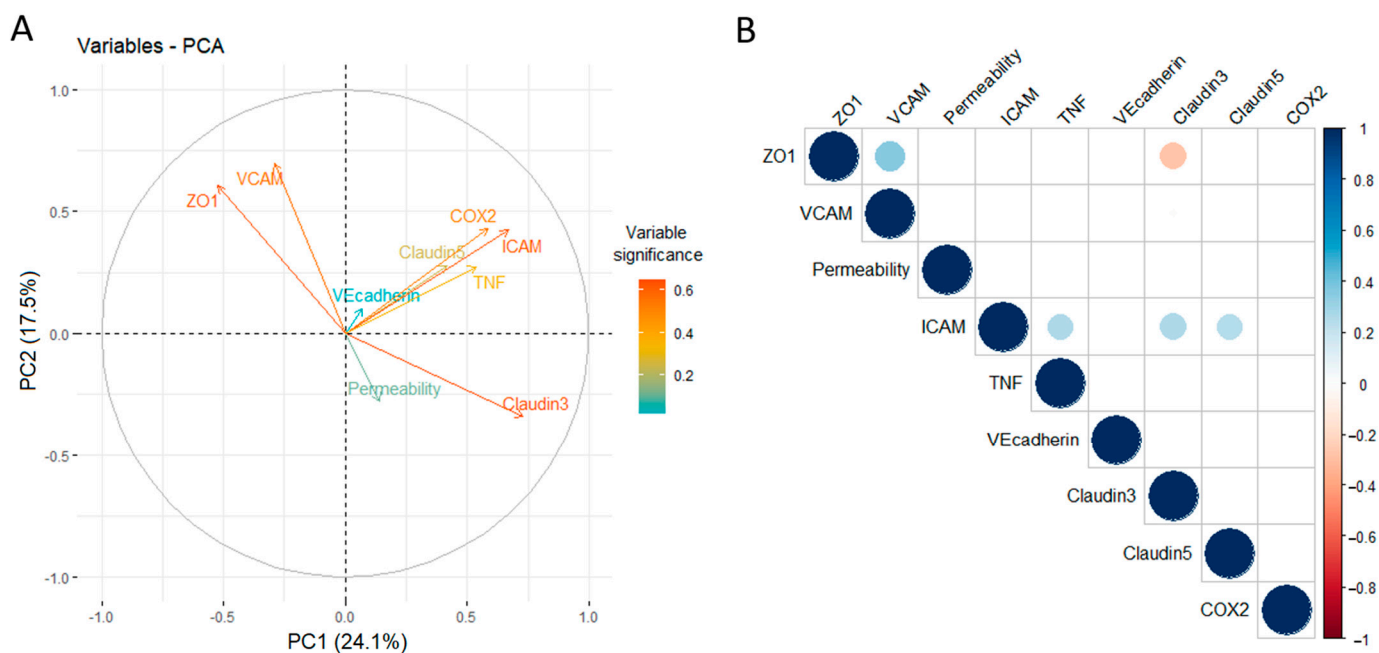 A
Variables - PCA
PC2 (17.5%)
1.0
0.5
0.0
-0.5
-1.0
VCAM
ZO1
COX2
ICAM
Claudin5
TNF
VEcadherin
Permeability
Claudin3
-1.0 -0.5 0.0 0.5 1.0
PC1 (24.1%)
Variable
significance
0.6
0.4
0.2
B
ZO1 VCAM Permeability ICAM TNF VEcadherin Claudin3 Claudin5 COX2
ZO1
VCAM
Permeability
ICAM
TNF
VEcadherin
Claudin3
Claudin5
COX2
1
0.8
0.6
0.4
0.2
0
−0.2
−0.4
−0.6
−0.8
−1